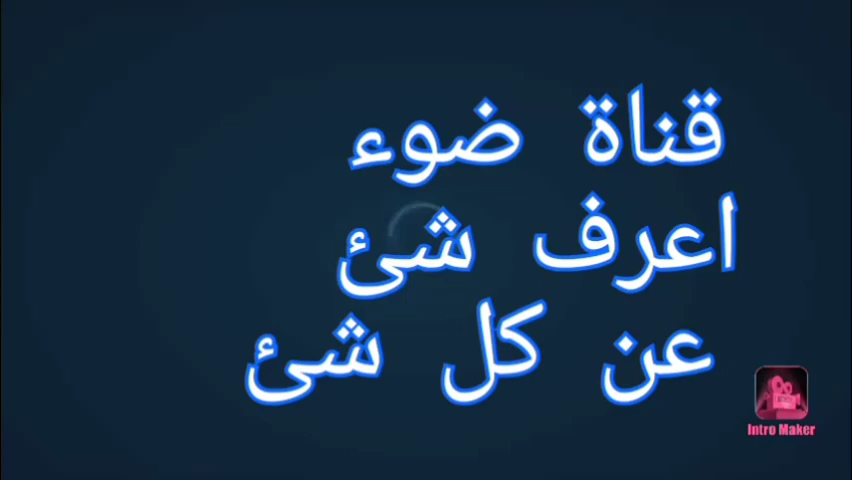 قناة ضوء
اعرف شئ
عن كل شئ
Intro Maker